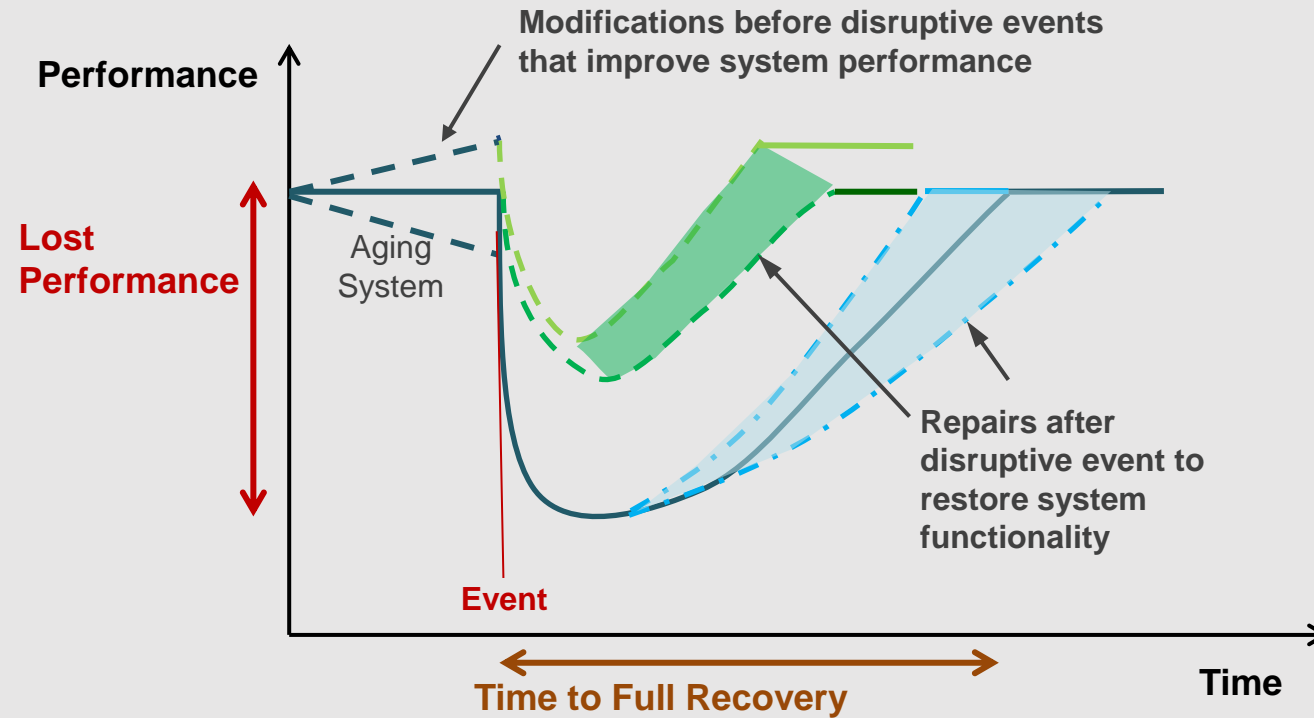 Modifications before disruptive events
that improve system performance
Performance
Lost
Performance
Aging
System
Repairs after
disruptive event to
restore system
functionality
Event
Time
Time to Full Recovery